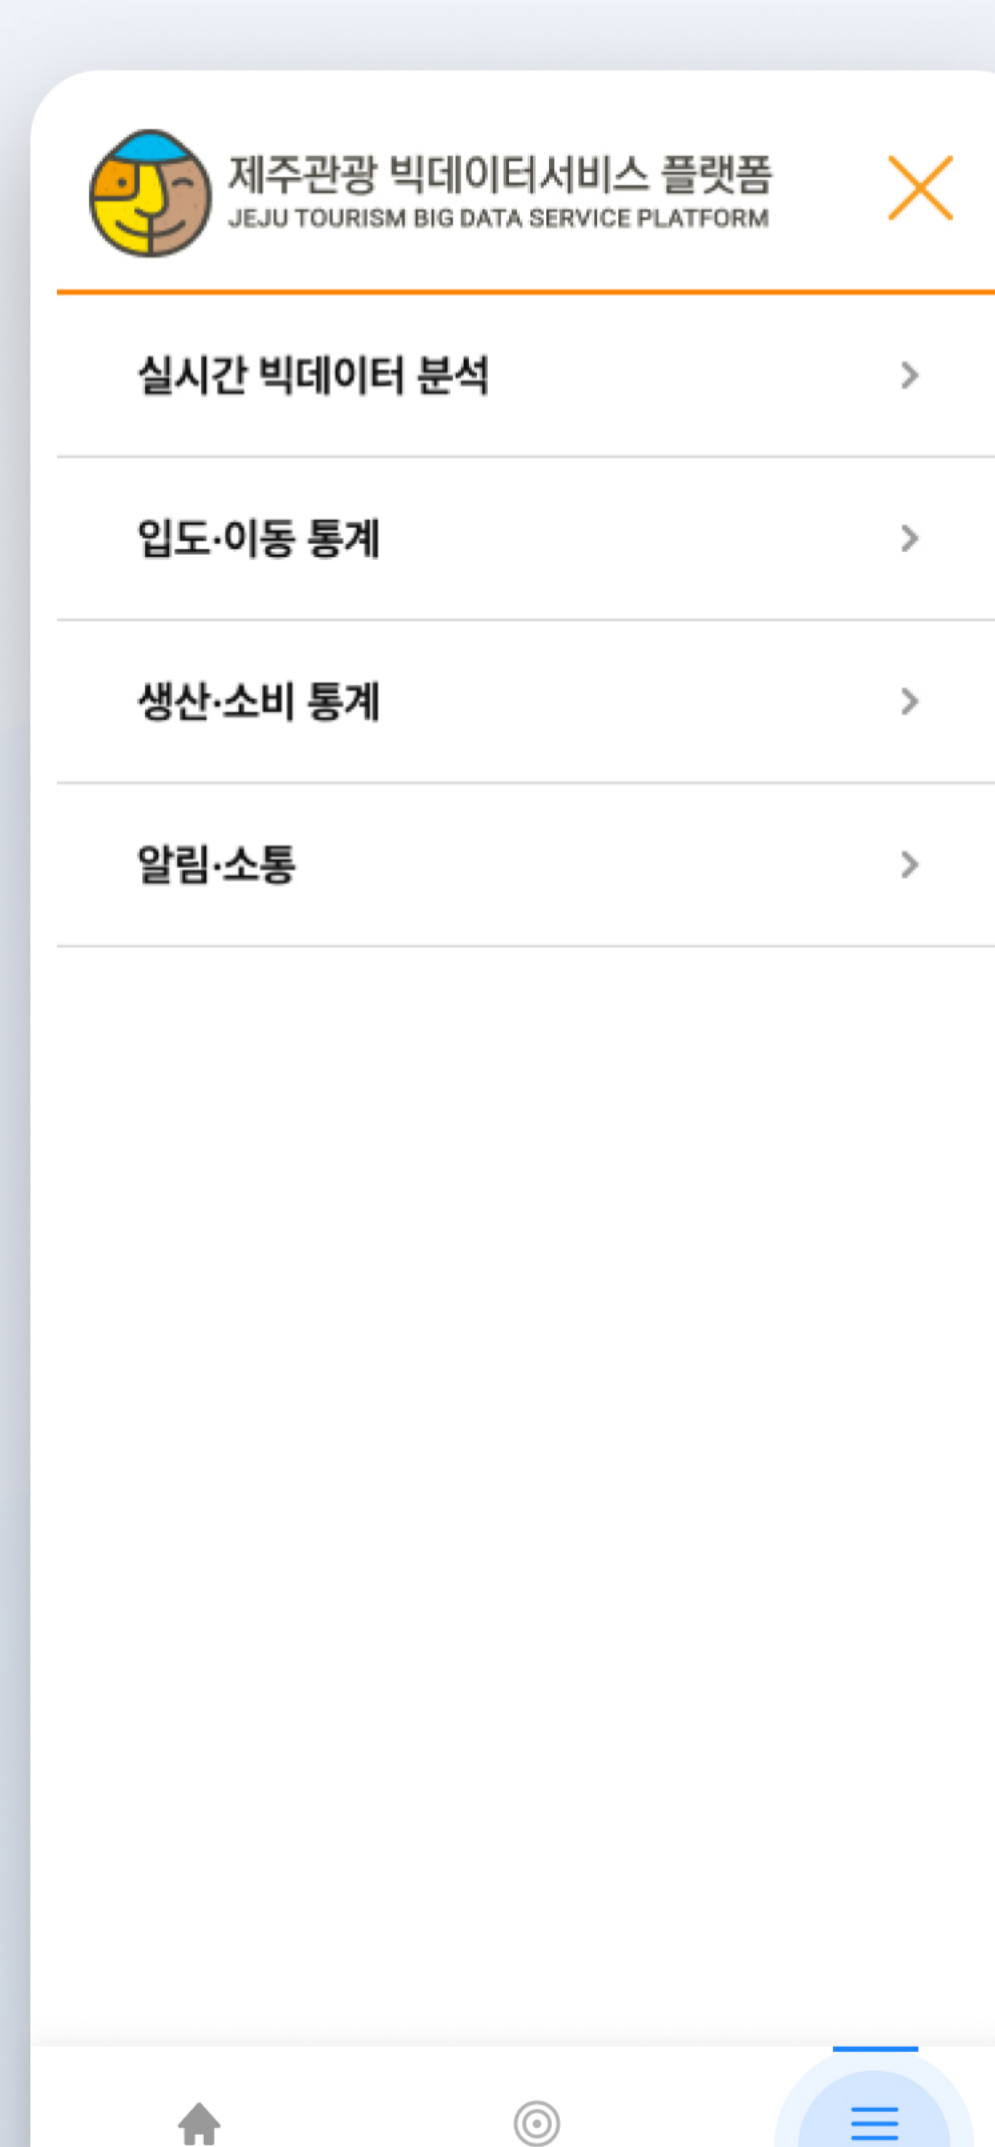 제주관광 빅데이터서비스 플랫폼
JEJU TOURISM BIG DATA SERVICE PLATFORM
실시간 빅데이터 분석
입도·이동 통계
생산·소비 통계
알림·소통